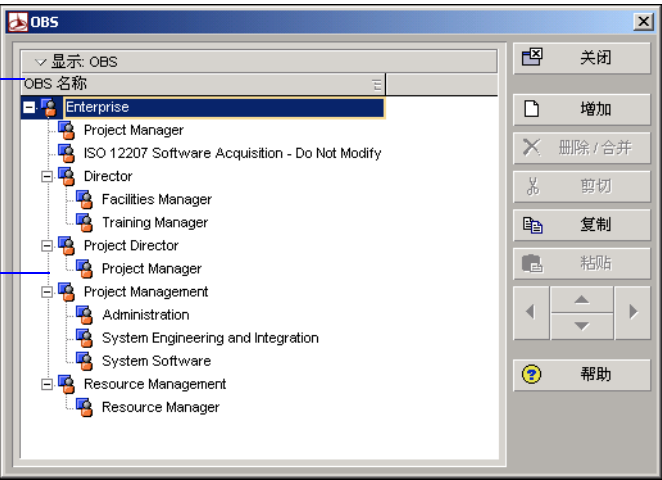 OBS
显示: OBS
OBS 名称
Enterprise
Project Manager
ISO 12207 Software Acquisition - Do Not Modify
Director
Facilities Manager
Training Manager
Project Director
Project Manager
Project Management
Administration
System Engineering and Integration
System Software
Resource Management
Resource Manager
关闭
增加
删除 / 合并
剪切
复制
粘贴
帮助